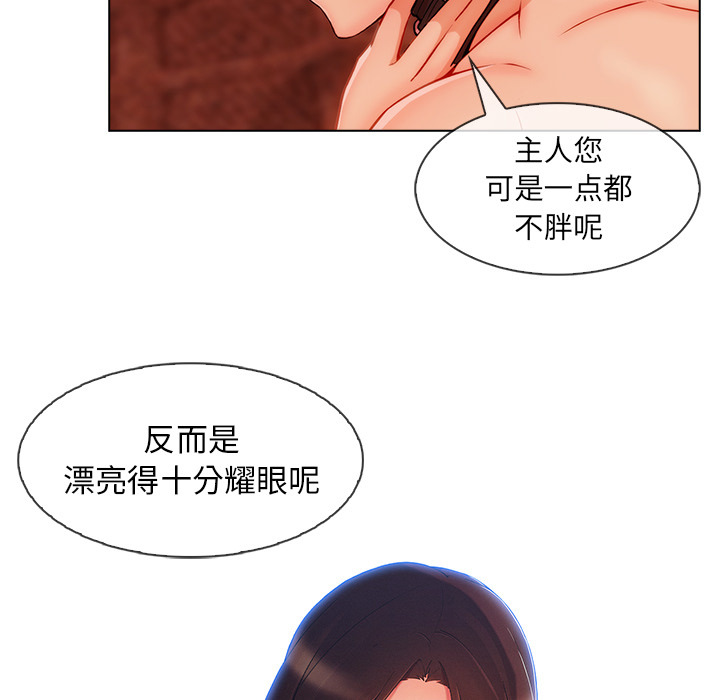 主人您
可是一点都
不胖呢
反而是
漂亮得十分耀眼呢